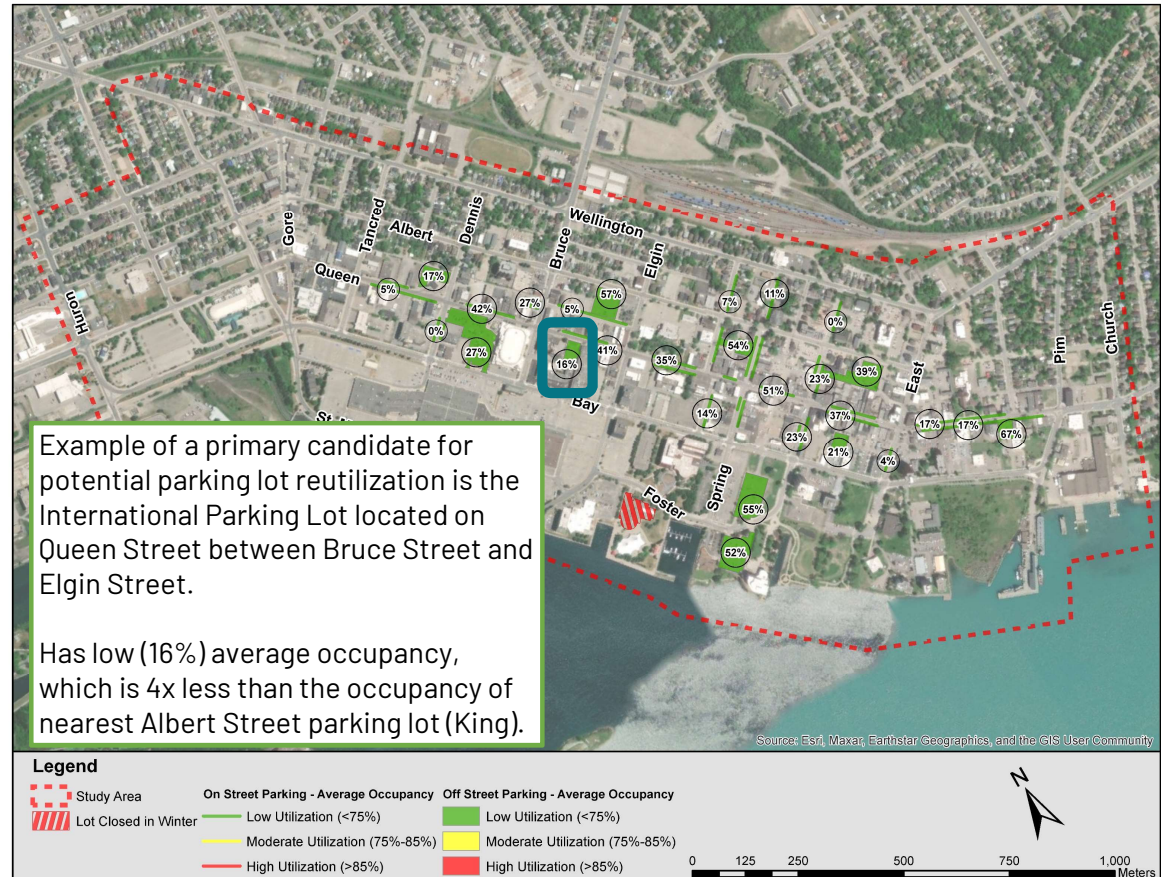 Wellington
Gore
Tancred
Albert
Dennis
Bruce
Elgin
Queen
Huron
17%
5%
42%
27%
5%
57%
7%
11%
0%
0%
27%
16%
41%
35%
54%
51%
23%
39%
East
Pim
Church
Bay
14%
23%
37%
21%
4%
17%
17%
67%
Spring
Foster
55%
52%
Example of a primary candidate for
potential parking lot reutilization is the
International Parking Lot located on
Queen Street between Bruce Street and
Elgin Street.
Has low (16%) average occupancy,
which is 4x less than the occupancy of
nearest Albert Street parking lot (King).
Source: Esri, Maxar, Earthstar Geographics, and the GIS User Community
Legend
Study Area
Lot Closed in Winter
On Street Parking - Average Occupancy
Low Utilization (<75%)
Moderate Utilization (75%-85%)
High Utilization (>85%)
Off Street Parking - Average Occupancy
Low Utilization (<75%)
Moderate Utilization (75%-85%)
High Utilization (>85%)
N
0 125 250 500 750 1,000
Meters